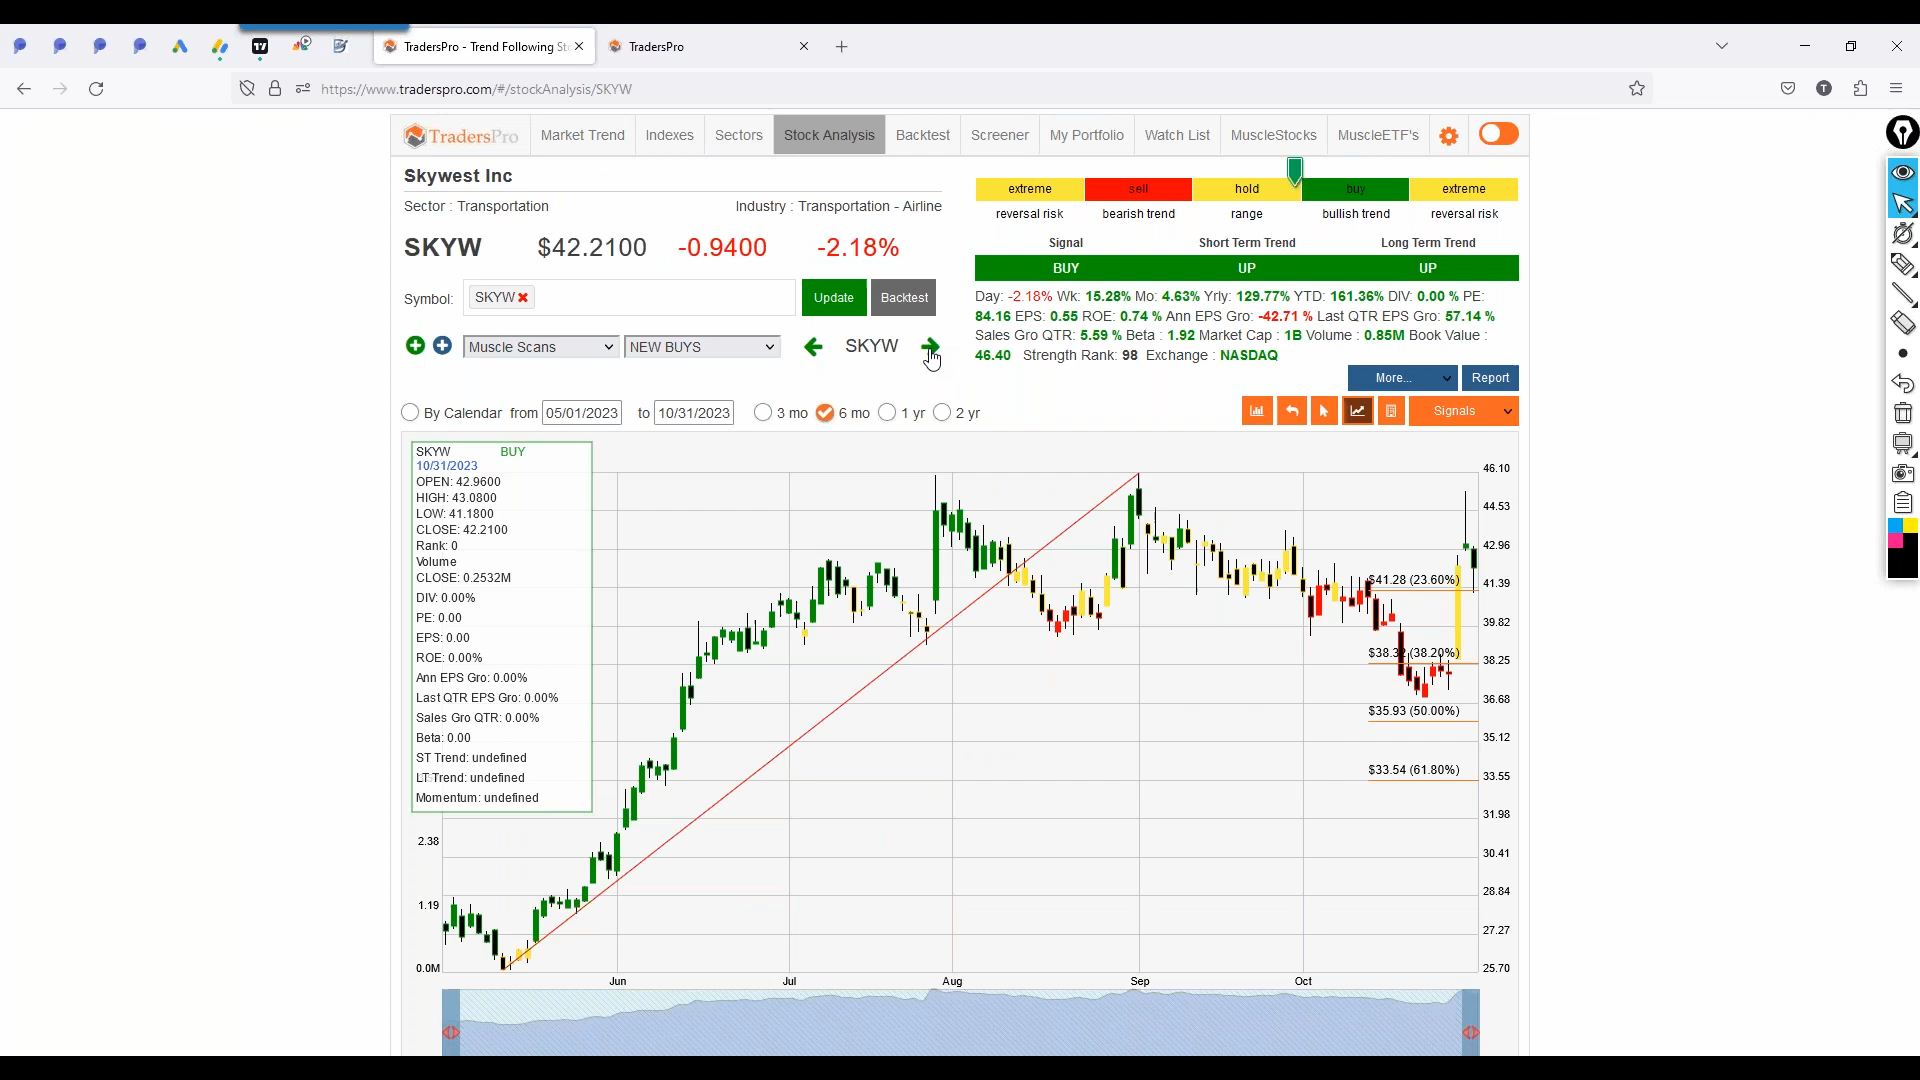 TradersPro - Trend Following Sto
TradersPro
https://www.traderspro.com/#/stockAnalysis/SKYW
T
TradersPro
Market Trend
Indexes
Sectors
Stock Analysis
Backtest
Screener
My Portfolio
Watch List
MuscleStocks
MuscleETF's
Skywest Inc
Sector : Transportation
Industry : Transportation - Airline
SKYW $42.2100 -0.9400 -2.18%
Symbol: SKYW
Update
Backtest
Muscle Scans
NEW BUYS
SKYW
extreme sell hold buy extreme
reversal risk bearish trend range bullish trend reversal risk
Signal Short Term Trend Long Term Trend
BUY UP UP
Day: -2.18% Wk: 15.28% Mo: 4.63% Yrly: 129.77% YTD: 161.36% DIV: 0.00 % PE:
84.16 EPS: 0.55 ROE: 0.74 % Ann EPS Gro: -42.71 % Last QTR EPS Gro: 57.14 %
Sales Gro QTR: 5.59 % Beta : 1.92 Market Cap : 1B Volume : 0.85M Book Value :
46.40 Strength Rank: 98 Exchange : NASDAQ
More...
Report
By Calendar from 05/01/2023 to 10/31/2023 3 mo 6 mo 1 yr 2 yr
Signals
SKYW BUY
10/31/2023
OPEN: 42.9600
HIGH: 43.0800
LOW: 41.1800
CLOSE: 42.2100
Rank: 0
Volume
CLOSE: 0.2532M
DIV: 0.00%
PE: 0.00
EPS: 0.00
ROE: 0.00%
Ann EPS Gro: 0.00%
Last QTR EPS Gro: 0.00%
Sales Gro QTR: 0.00%
Beta: 0.00
ST Trend: undefined
LT Trend: undefined
Momentum: undefined
2.38
1.19
0.0M
$41.28 (23.60%)
$38.32 (38.20%)
$35.93 (50.00%)
$33.54 (61.80%)
46.10
44.53
42.96
41.39
39.82
38.25
36.68
35.12
33.55
31.98
30.41
28.84
27.27
25.70
Jun Jul Aug Sep Oct